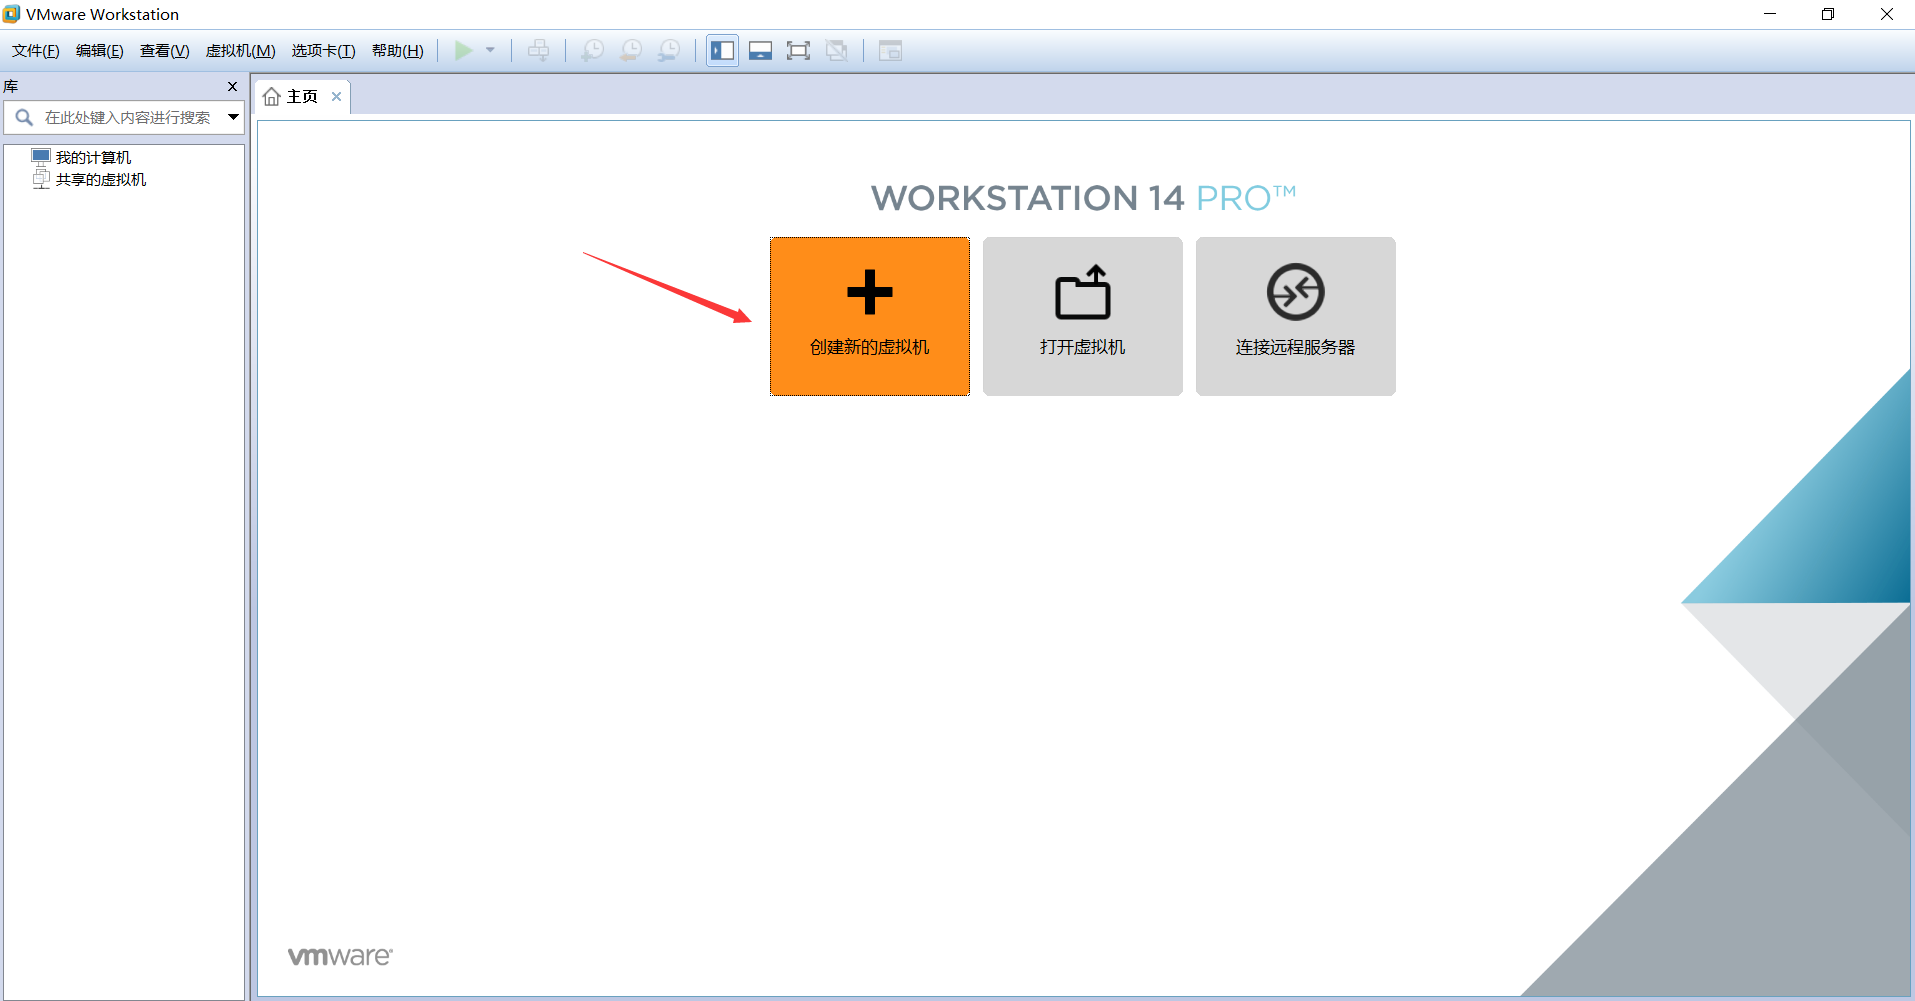 VMware Workstation
文件(F) 编辑(E) 查看(V) 虚拟机(M) 选项卡(T) 帮助(H)
库
在此处键入内容进行搜索
我的计算机
共享的虚拟机
主页
WORKSTATION 14 PRO™
创建新的虚拟机
打开虚拟机
连接远程服务器
vmware